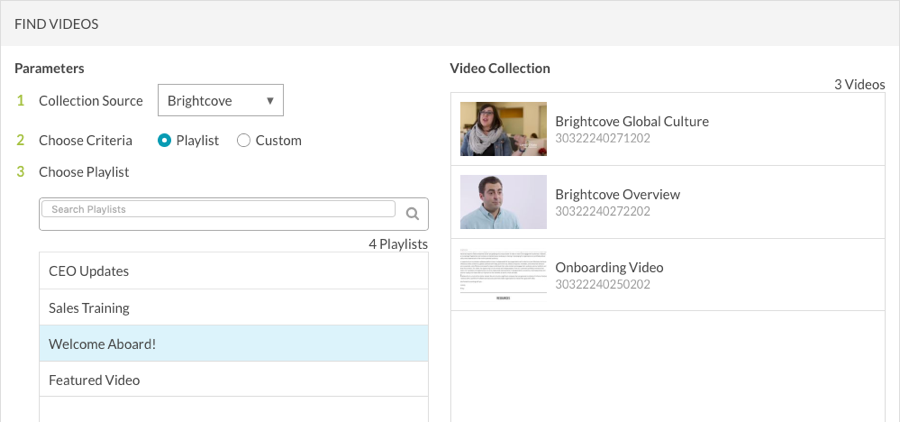 FIND VIDEOS
Parameters
1 Collection Source Brightcove
2 Choose Criteria Playlist Custom
3 Choose Playlist
Search Playlists
4 Playlists
CEO Updates
Sales Training
Welcome Aboard!
Featured Video
Video Collection
3 Videos
Brightcove Global Culture
30322240271202
Brightcove Overview
30322240272202
Onboarding Video
30322240250202